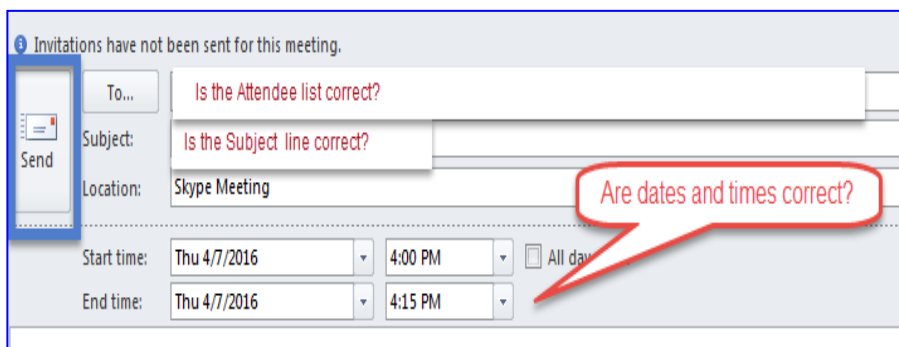 Invitations have not been sent for this meeting.
To... Is the Attendee list correct?
Subject: Is the Subject line correct?
Send
Location: Skype Meeting
Are dates and times correct?
Start time: Thu 4/7/2016 4:00 PM All day
End time: Thu 4/7/2016 4:15 PM